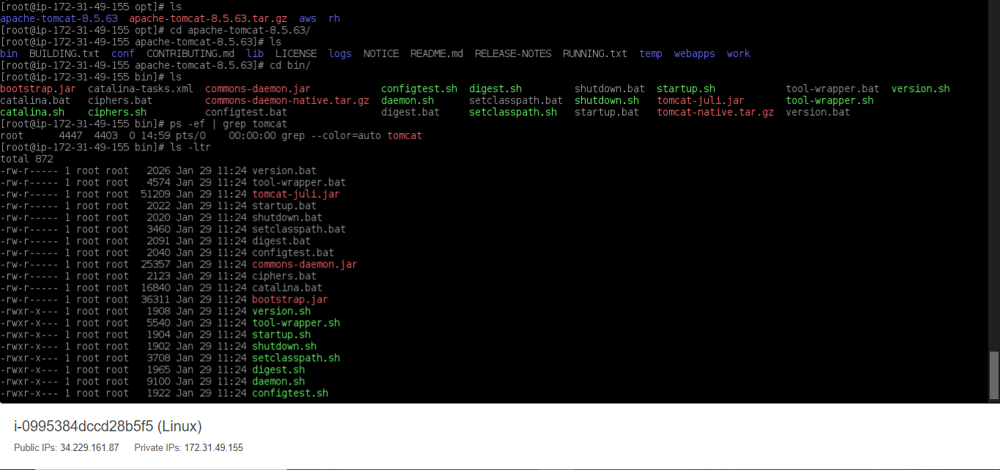 [root@ip-172-31-49-155 opt]# ls
apache-tomcat-8.5.63  apache-tomcat-8.5.63.tar.gz  aws  rh
[root@ip-172-31-49-155 opt]# cd apache-tomcat-8.5.63/
[root@ip-172-31-49-155 apache-tomcat-8.5.63]# ls
bin  BUILDING.txt  conf  CONTRIBUTING.md  lib  LICENSE  logs  NOTICE  README.md  RELEASE-NOTES  RUNNING.txt  temp  webapps  work
[root@ip-172-31-49-155 apache-tomcat-8.5.63]# cd bin/
[root@ip-172-31-49-155 bin]# ls
bootstrap.jar  catalina-tasks.xml  commons-daemon.jar  configtest.sh  digest.sh  shutdown.bat  startup.sh  tool-wrapper.bat  version.sh
catalina.bat  ciphers.bat  commons-daemon-native.tar.gz  daemon.sh  setclasspath.bat  shutdown.sh  tomcat-juli.jar  tool-wrapper.sh
catalina.sh  ciphers.sh  configtest.bat  digest.bat  setclasspath.sh  startup.bat  tomcat-native.tar.gz  version.bat
[root@ip-172-31-49-155 bin]# ps -ef | grep tomcat
root      4447  4403  0 14:59 pts/0    00:00:00 grep --color=auto tomcat
[root@ip-172-31-49-155 bin]# ls -ltr
total 872
-rw-r----- 1 root root   2026 Jan 29 11:24 version.bat
-rw-r----- 1 root root   4574 Jan 29 11:24 tool-wrapper.bat
-rw-r----- 1 root root  51209 Jan 29 11:24 tomcat-juli.jar
-rw-r----- 1 root root   2022 Jan 29 11:24 startup.bat
-rw-r----- 1 root root   2020 Jan 29 11:24 shutdown.bat
-rw-r----- 1 root root   3460 Jan 29 11:24 setclasspath.bat
-rw-r----- 1 root root   2091 Jan 29 11:24 digest.bat
-rw-r----- 1 root root   2040 Jan 29 11:24 configtest.bat
-rw-r----- 1 root root  25357 Jan 29 11:24 commons-daemon.jar
-rw-r----- 1 root root   2123 Jan 29 11:24 ciphers.bat
-rw-r----- 1 root root  16840 Jan 29 11:24 catalina.bat
-rw-r----- 1 root root  36311 Jan 29 11:24 bootstrap.jar
-rwxr-x--- 1 root root   1908 Jan 29 11:24 version.sh
-rwxr-x--- 1 root root   5540 Jan 29 11:24 tool-wrapper.sh
-rwxr-x--- 1 root root   1904 Jan 29 11:24 startup.sh
-rwxr-x--- 1 root root   1902 Jan 29 11:24 shutdown.sh
-rwxr-x--- 1 root root   3708 Jan 29 11:24 setclasspath.sh
-rwxr-x--- 1 root root   1965 Jan 29 11:24 digest.sh
-rwxr-x--- 1 root root   9100 Jan 29 11:24 daemon.sh
-rwxr-x--- 1 root root   1922 Jan 29 11:24 configtest.sh
i-0995384dccd28b5f5 (Linux)
Public IPs: 34.229.161.87  Private IPs: 172.31.49.155